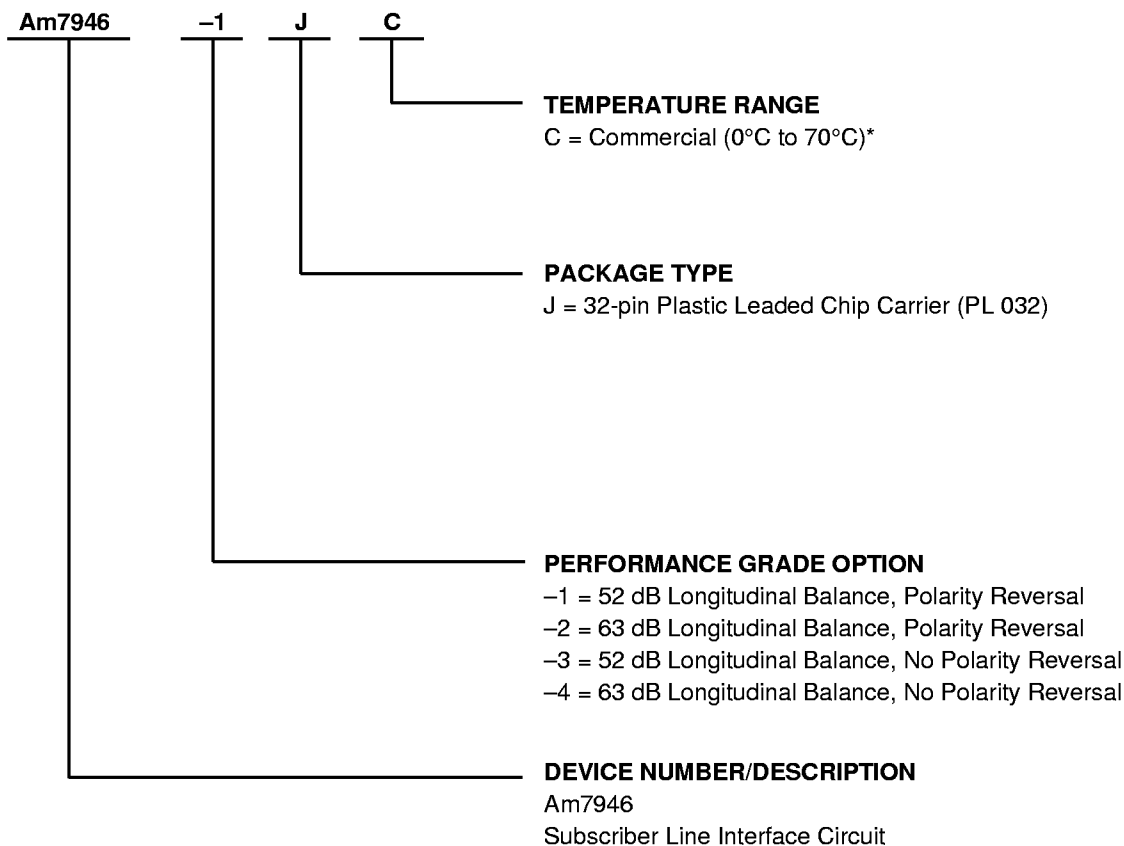 Am7946 –1 J C
TEMPERATURE RANGE
C = Commercial (0°C to 70°C)*
PACKAGE TYPE
J = 32-pin Plastic Leaded Chip Carrier (PL 032)
PERFORMANCE GRADE OPTION
–1 = 52 dB Longitudinal Balance, Polarity Reversal
–2 = 63 dB Longitudinal Balance, Polarity Reversal
–3 = 52 dB Longitudinal Balance, No Polarity Reversal
–4 = 63 dB Longitudinal Balance, No Polarity Reversal
DEVICE NUMBER/DESCRIPTION
Am7946
Subscriber Line Interface Circuit